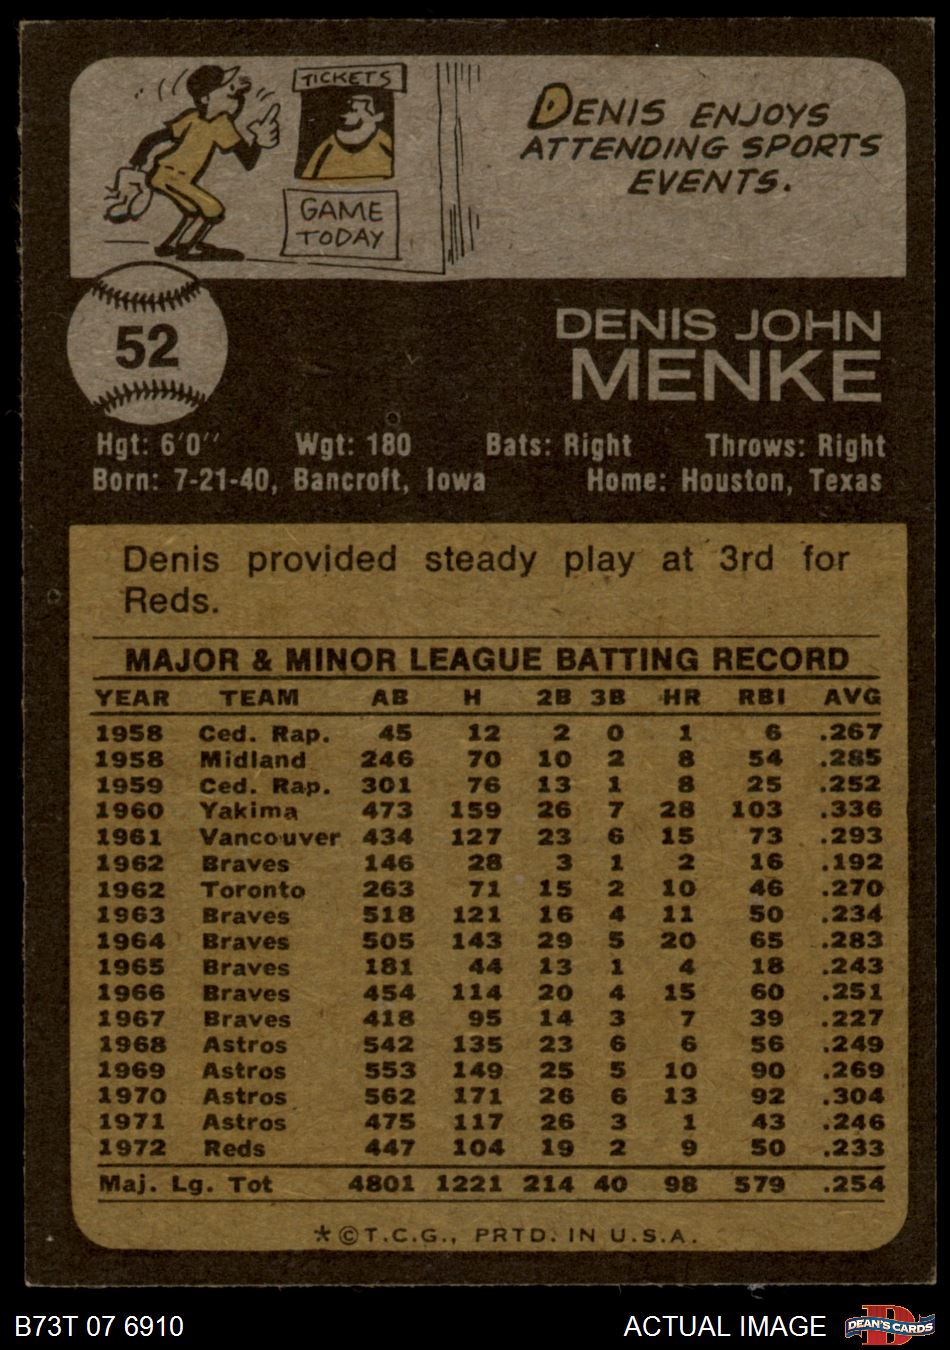 TICKETS
GAME
TODAY
DENIS ENJOYS
ATTENDING SPORTS
EVENTS.
52
DENIS JOHN
MENKE
Hgt: 6'0" Wgt: 180 Bats: Right Throws: Right
Born: 7-21-40, Bancroft, Iowa Home: Houston, Texas
Denis provided steady play at 3rd for
Reds.
MAJOR & MINOR LEAGUE BATTING RECORD
YEAR TEAM AB H 2B 3B HR RBI AVG
1958 Ced. Rap. 45 12 2 0 1 6 .267
1958 Midland 246 70 10 2 8 54 .285
1959 Ced. Rap. 301 76 13 1 8 25 .252
1960 Yakima 473 159 26 7 28 103 .336
1961 Vancouver 434 127 23 6 15 73 .293
1962 Braves 146 28 3 1 2 16 .192
1962 Toronto 263 71 15 2 10 46 .270
1963 Braves 518 121 16 4 11 50 .234
1964 Braves 505 143 29 5 20 65 .283
1965 Braves 181 44 13 1 4 18 .243
1966 Braves 454 114 20 4 15 60 .251
1967 Braves 418 95 14 3 7 39 .227
1968 Astros 542 135 23 6 6 56 .249
1969 Astros 553 149 25 5 10 90 .269
1970 Astros 562 171 26 6 13 92 .304
1971 Astros 475 117 26 3 1 43 .246
1972 Reds 447 104 19 2 9 50 .233
Maj. Lg. Tot 4801 1221 214 40 98 579 .254
*©T.C.G., PRTD. IN U.S.A.
B73T 07 6910 ACTUAL IMAGE DEAN'S CARDS